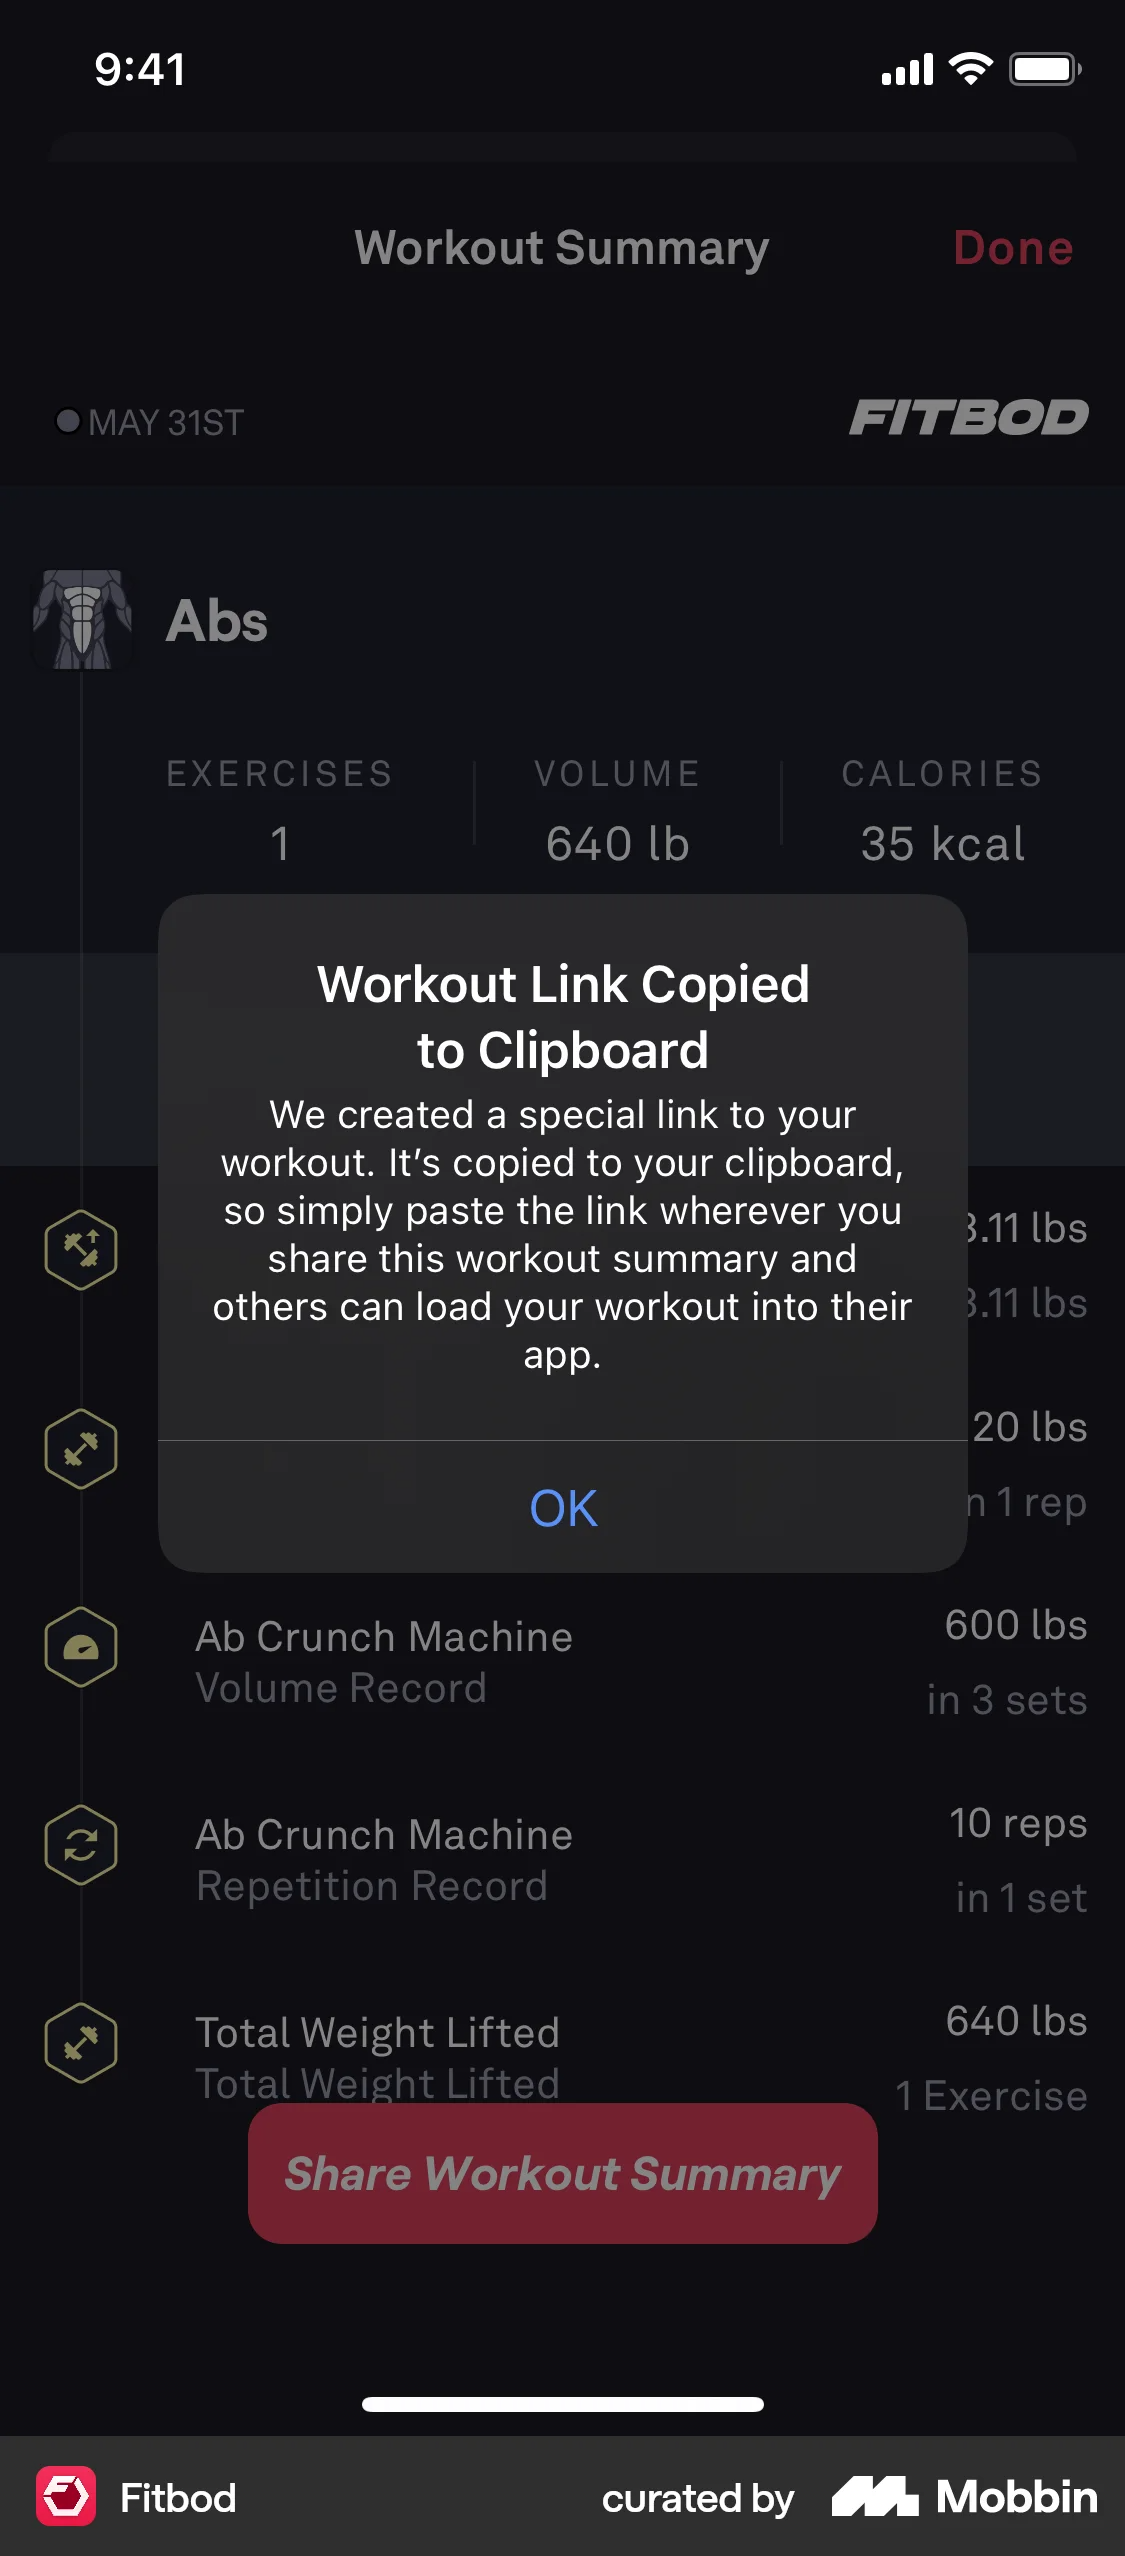 9:41
Workout Summary
Done
MAY 31ST
FITBOD
Abs
EXERCISES
VOLUME
CALORIES
1
640 lb
35 kcal
Workout Link Copied
to Clipboard
We created a special link to your
workout. It’s copied to your clipboard,
so simply paste the link wherever you
share this workout summary and
others can load your workout into their
app.
OK
.11 lbs
.11 lbs
20 lbs
1 rep
Ab Crunch Machine
600 lbs
Volume Record
in 3 sets
Ab Crunch Machine
10 reps
Repetition Record
in 1 set
Total Weight Lifted
640 lbs
Total Weight Lifted
1 Exercise
Share Workout Summary
Fitbod
curated by
Mobbin